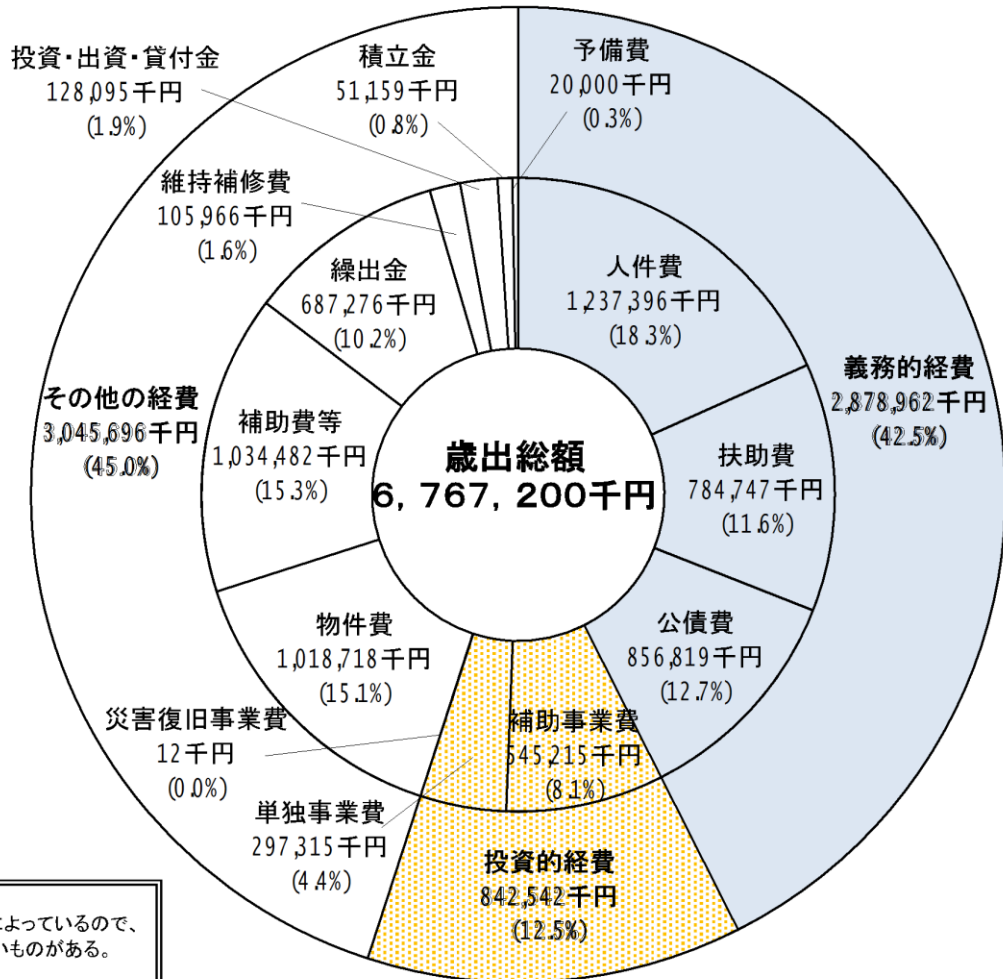 投資・出資・貸付金
128,095千円
(1.9%)
積立金
51,159千円
(0.8%)
予備費
20,000千円
(0.3%)
維持補修費
105,966千円
(1.6%)
繰出金
687,276千円
(10.2%)
人件費
1,237,396千円
(18.3%)
その他の経費
3,045,696千円
(45.0%)
補助費等
1,034,482千円
(15.3%)
歳出総額
6,767,200千円
扶助費
784,747千円
(11.6%)
義務的経費
2,878,962千円
(42.5%)
物件費
1,018,718千円
(15.1%)
公債費
856,819千円
(12.7%)
災害復旧事業費
12千円
(0.0%)
補助事業費
545,215千円
(8.1%)
単独事業費
297,315千円
(4.4%)
投資的経費
842,542千円
(12.5%)
よっているので、
いものがある。